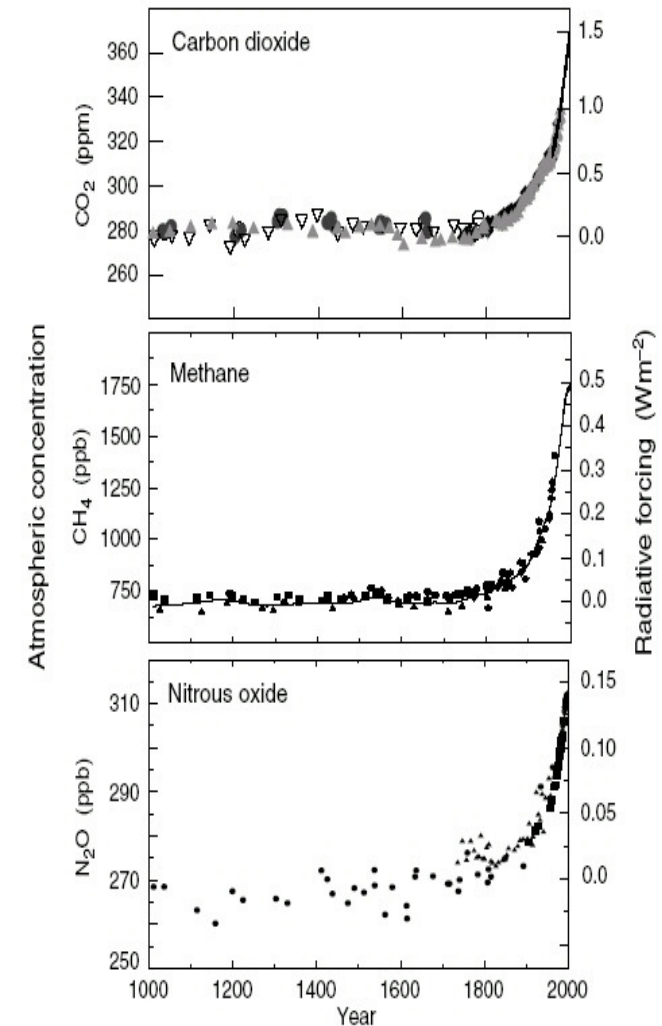 Atmospheric concentration
Radiative forcing (Wm⁻²)
Carbon dioxide
CO₂ (ppm)
360
340
320
300
280
260
1.5
1.0
0.5
0.0
Methane
CH₄ (ppb)
1750
1500
1250
1000
750
0.5
0.4
0.3
0.2
0.1
0.0
Nitrous oxide
N₂O (ppb)
310
290
270
250
0.15
0.10
0.05
0.0
1000 1200 1400 1600 1800 2000
Year